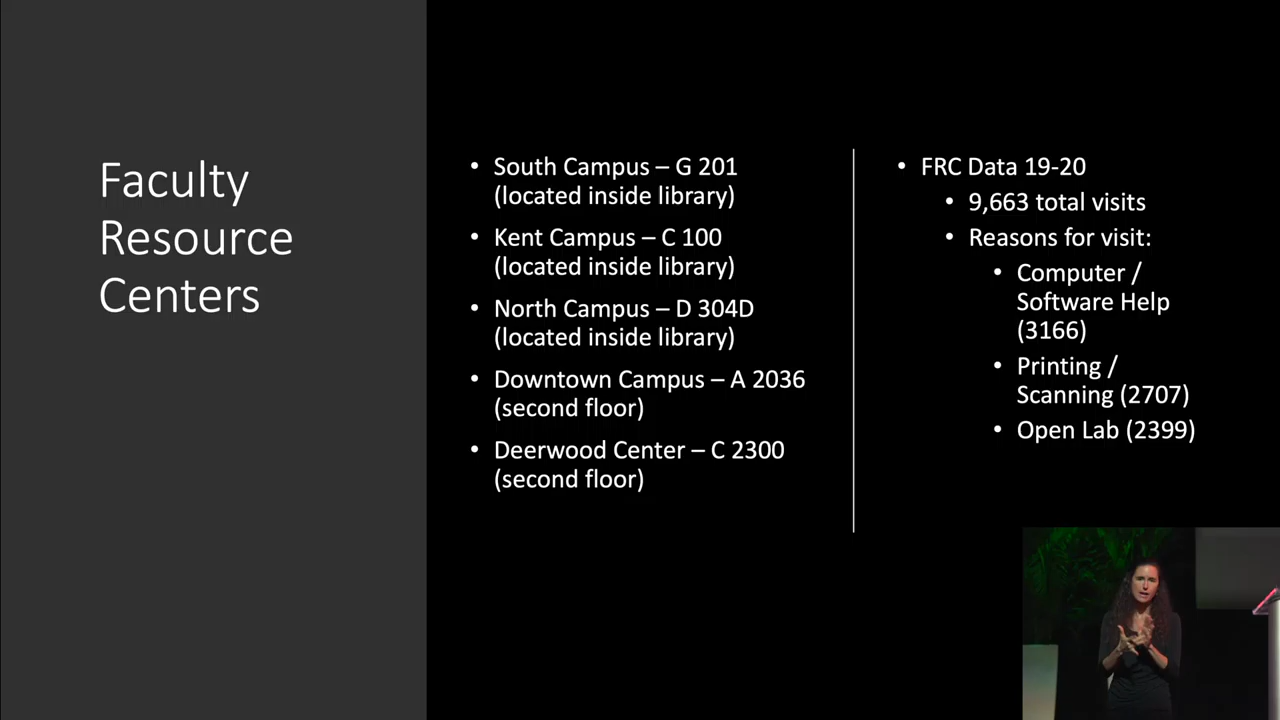 Faculty
Resource
Centers
• South Campus – G 201
(located inside library)
• Kent Campus – C 100
(located inside library)
• North Campus – D 304D
(located inside library)
• Downtown Campus – A 2036
(second floor)
• Deerwood Center – C 2300
(second floor)
• FRC Data 19-20
• 9,663 total visits
• Reasons for visit:
• Computer /
Software Help
(3166)
• Printing /
Scanning (2707)
• Open Lab (2399)